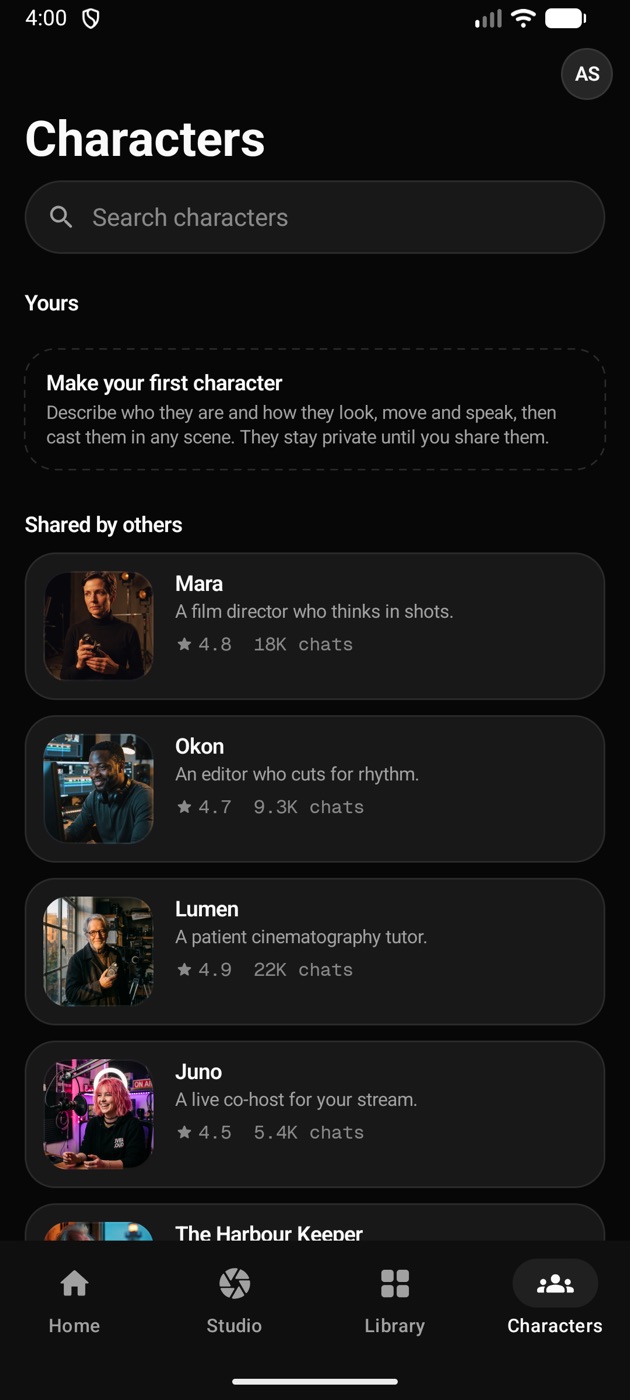 4:00
AS
Characters
Search characters
Yours
Make your first character
Describe who they are and how they look, move and speak, then
cast them in any scene. They stay private until you share them.
Shared by others
Mara
A film director who thinks in shots.
★ 4.8 18K chats
Okon
An editor who cuts for rhythm.
★ 4.7 9.3K chats
Lumen
A patient cinematography tutor.
★ 4.9 22K chats
ON AI
Juno
A live co-host for your stream.
★ 4.5 5.4K chats
The Harbour Keeper
Home
Studio
Library
Characters